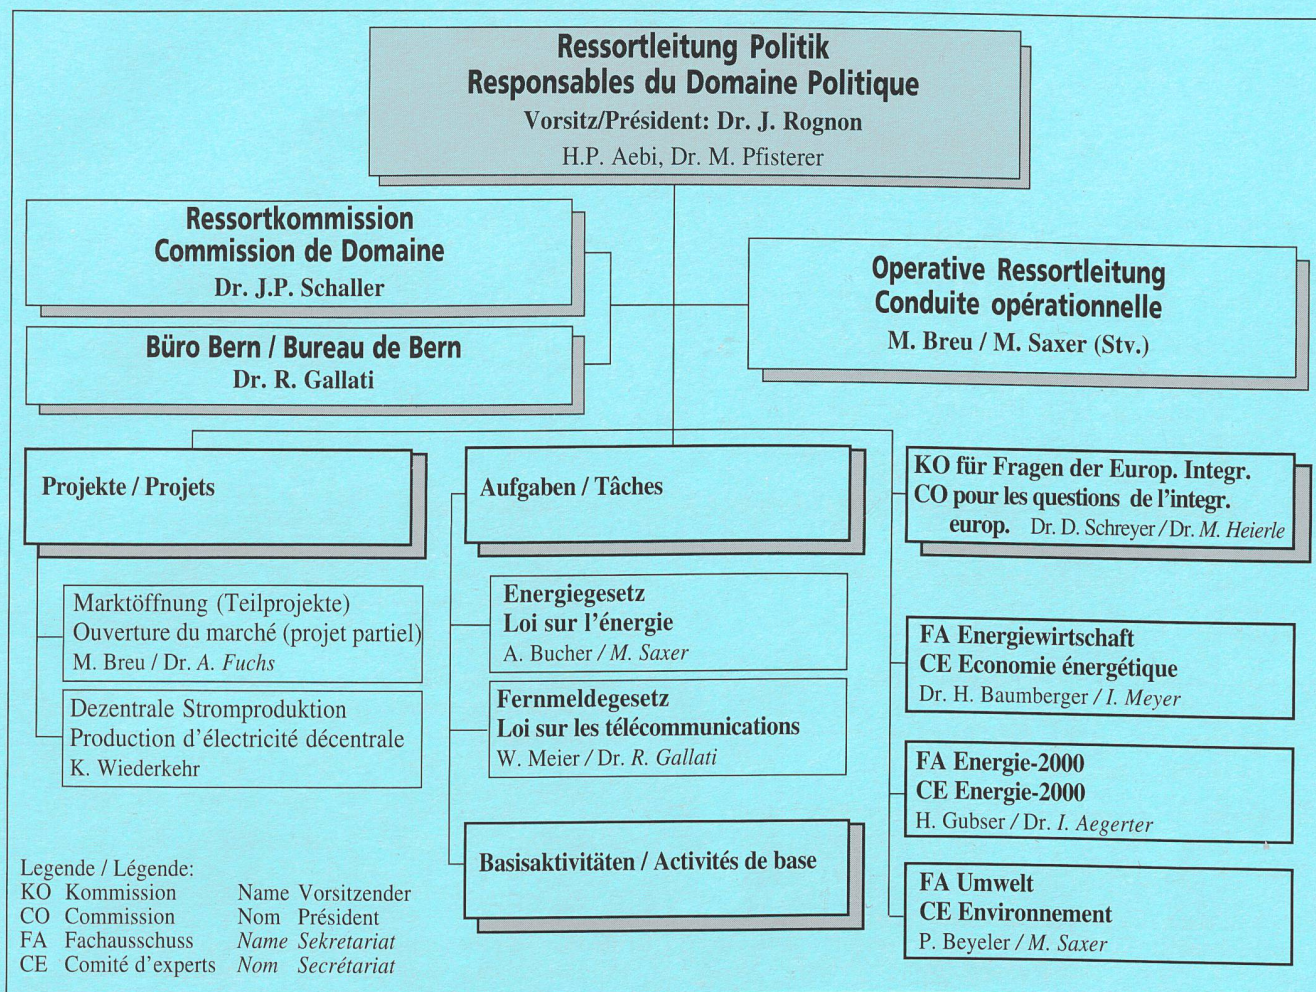 Ressortleitung Politik
Responsables du Domaine Politique
Vorsitz/Président: Dr. J. Rognon
H.P. Aebi, Dr. M. Pfisterer
Ressortkommission
Commission de Domaine
Dr. J.P. Schaller
Büro Bern / Bureau de Bern
Dr. R. Gallati
Operative Ressortleitung
Conduite opérationnelle
M. Breu / M. Saxer (Stv.)
Projekte / Projets
Marktöffnung (Teilprojekte)
Ouverture du marché (projet partiel)
M. Breu / Dr. A. Fuchs
Dezentrale Stromproduktion
Production d'électricité décentrale
K. Wiederkehr
Aufgaben / Tâches
Energiegesetz
Loi sur l'énergie
A. Bucher / M. Saxer
Fernmeldegesetz
Loi sur les télécommunications
W. Meier / Dr. R. Gallati
Basisaktivitäten / Activités de base
KO für Fragen der Europ. Integr.
CO pour les questions de l'integr.
europ. Dr. D. Schreyer / Dr. M. Heierle
FA Energiewirtschaft
CE Economie énergétique
Dr. H. Baumberger / I. Meyer
FA Energie-2000
CE Energie-2000
H. Gubser / Dr. I. Aegerter
FA Umwelt
CE Environnement
P. Beyeler / M. Saxer
Legende / Légende:
KO Kommission Name Vorsitzender
CO Commission Nom Président
FA Fachausschuss Name Sekretariat
CE Comité d'experts Nom Secrétariat